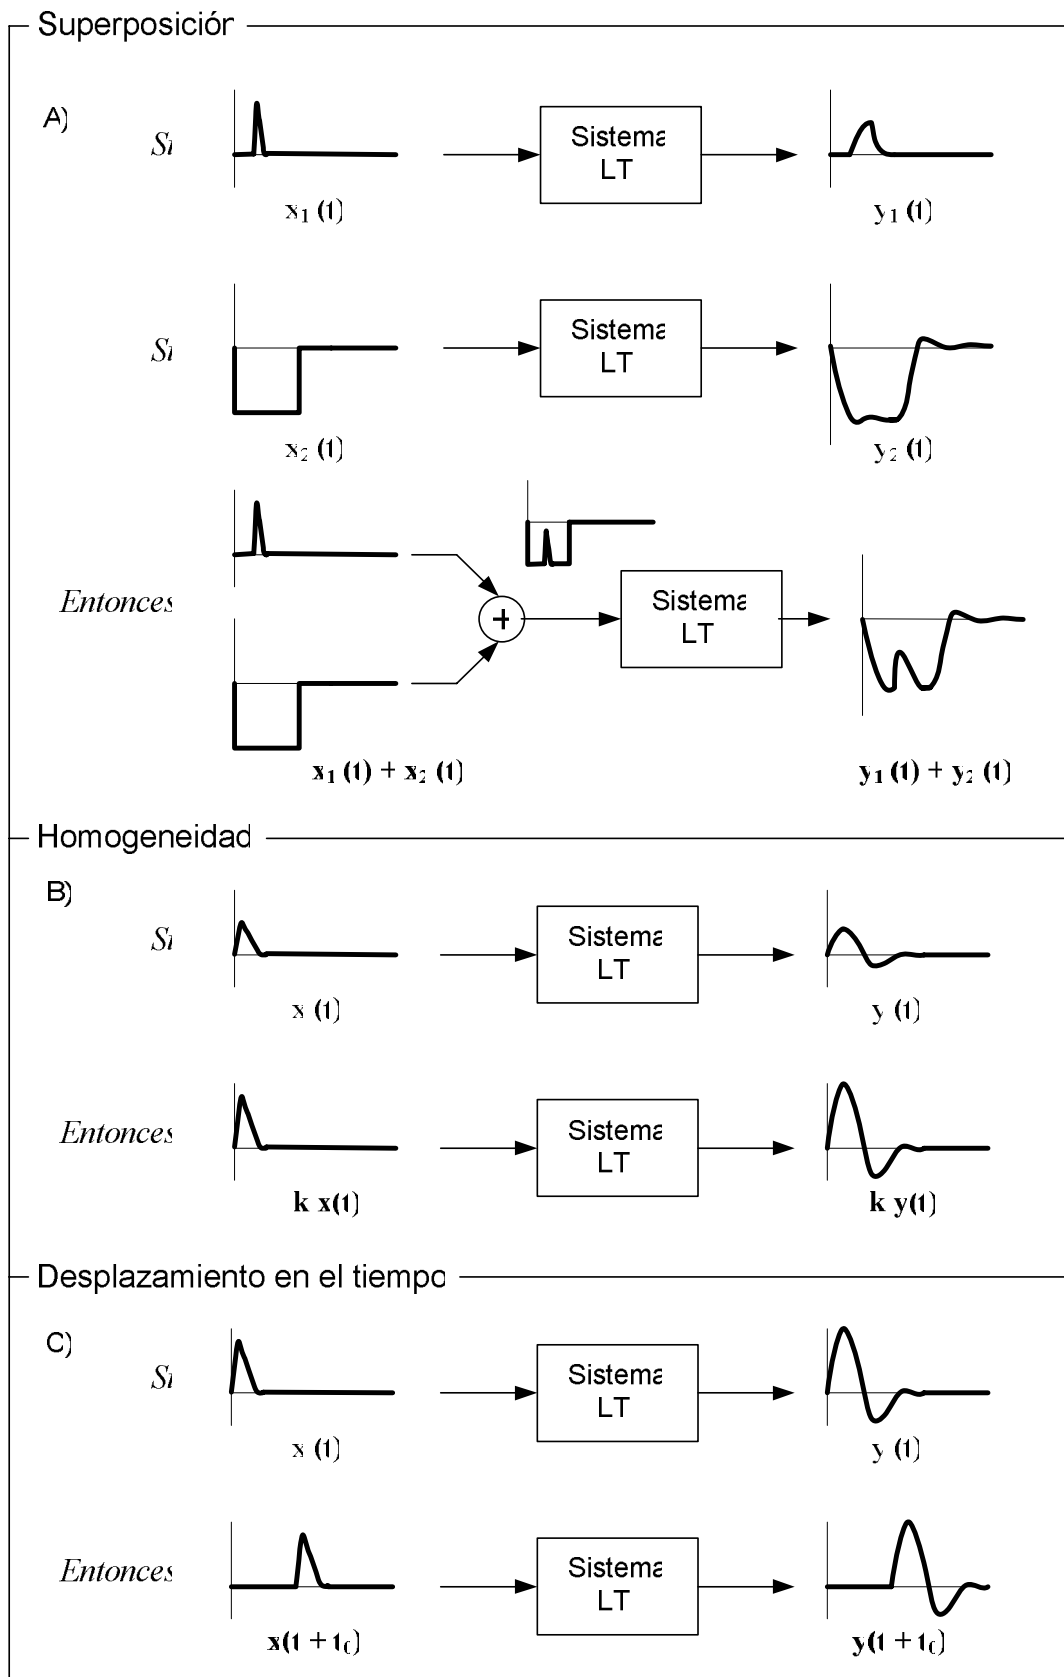 Superposición
A)
Si
Sistema
LT
x₁ (t)
y₁ (t)
Si
Sistema
LT
x₂ (t)
y₂ (t)
Entonces
+
Sistema
LT
x₁ (t) + x₂ (t)
y₁ (t) + y₂ (t)
Homogeneidad
B)
Si
Sistema
LT
x (t)
y (t)
Entonces
Sistema
LT
k x(t)
k y(t)
Desplazamiento en el tiempo
C)
Si
Sistema
LT
x (t)
y (t)
Entonces
Sistema
LT
x(t + t₀)
y(t + t₀)